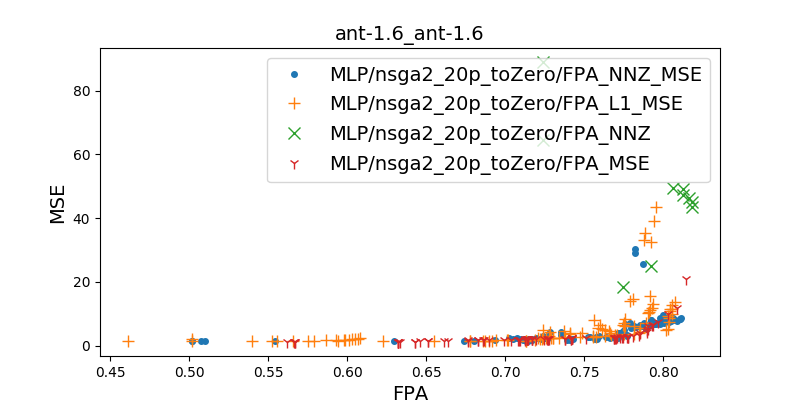 ant-1.6_ant-1.6
MLP/nsga2_20p_toZero/FPA_NNZ_MSE
MLP/nsga2_20p_toZero/FPA_L1_MSE
MLP/nsga2_20p_toZero/FPA_NNZ
MLP/nsga2_20p_toZero/FPA_MSE
MSE
80
60
40
20
0
0.45 0.50 0.55 0.60 0.65 0.70 0.75 0.80
FPA